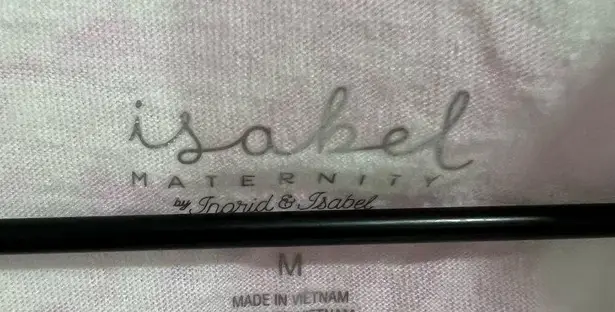 isabel
MATERNITY
by Ingrid & Isabel
M
MADE IN VIETNAM